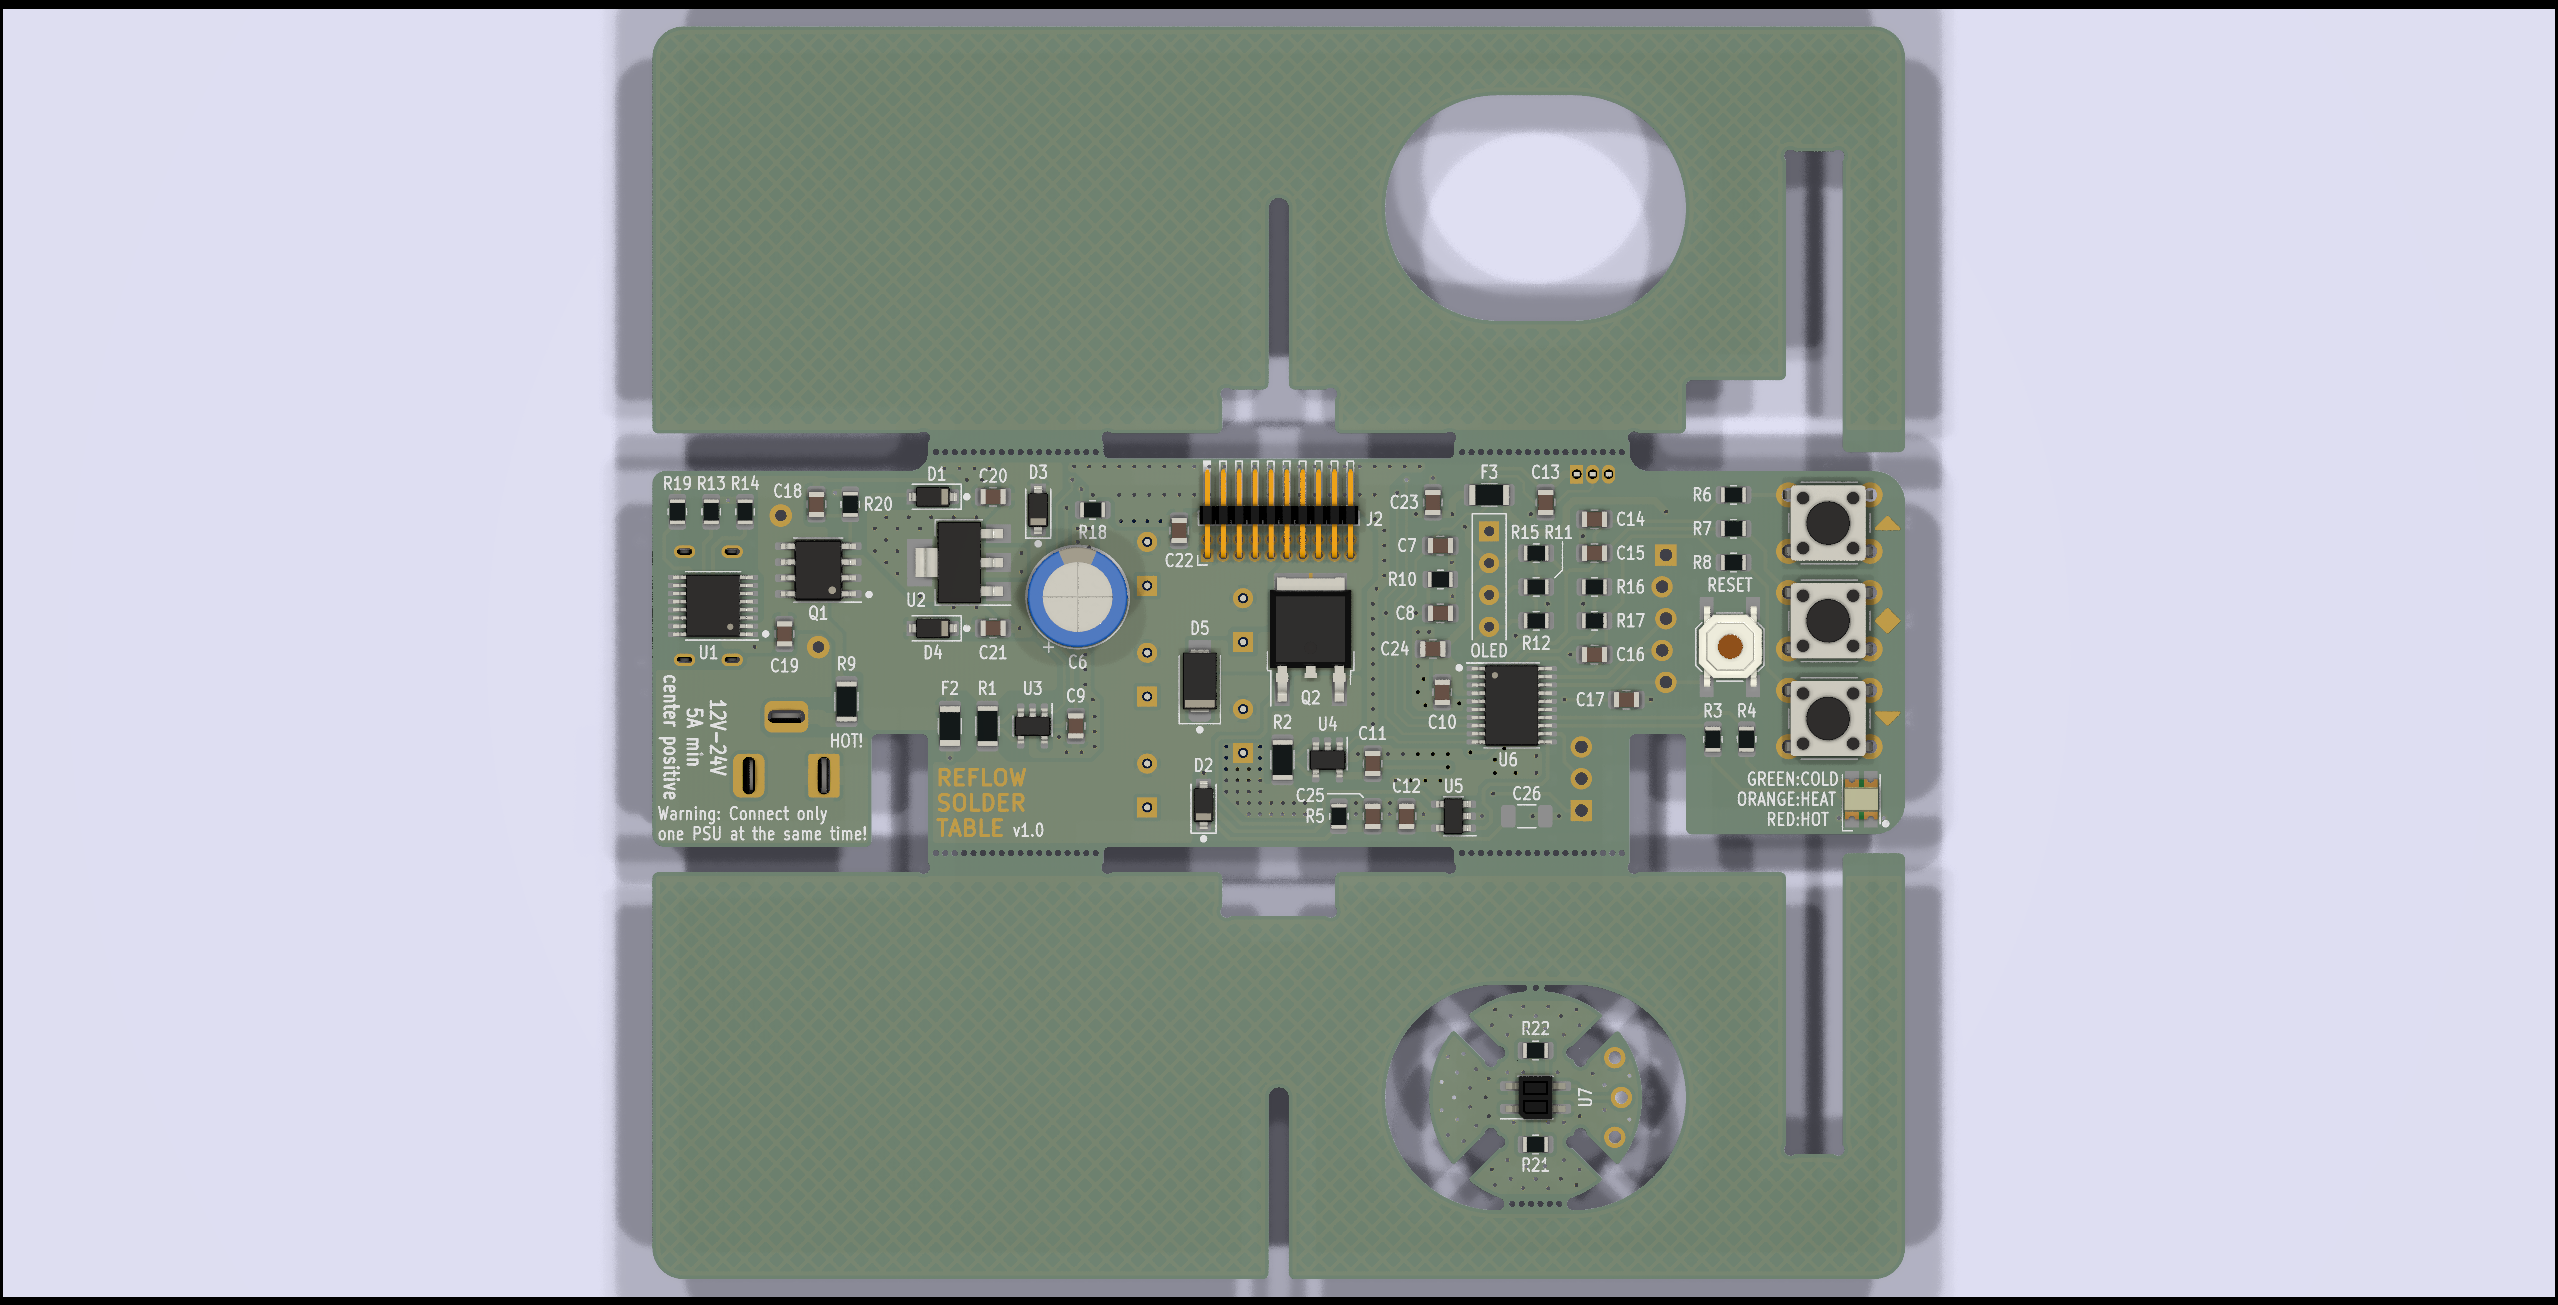 R19 R13 R14
C18
R20
D1
C20
D3
R18
C22
J2
C23
F3
C13
C14
C7
R15 R11
C15
R10
R16
C8
R17
C24
R12
C16
OLED
R6
R7
R8
RESET
U1
Q1
C19
U2
D4
C21
C6
D5
Q2
R9
HOT!
F2
R1
U3
C9
R2
U4
C11
C10
C17
U6
R3 R4
12V-24V
5A min
center positive
Warning: Connect only
one PSU at the same time!
REFLOW
SOLDER
TABLE v1.0
D2
C25
R5
C12
U5
C26
GREEN:COLD
ORANGE:HEAT
RED:HOT
R22
U7
R21